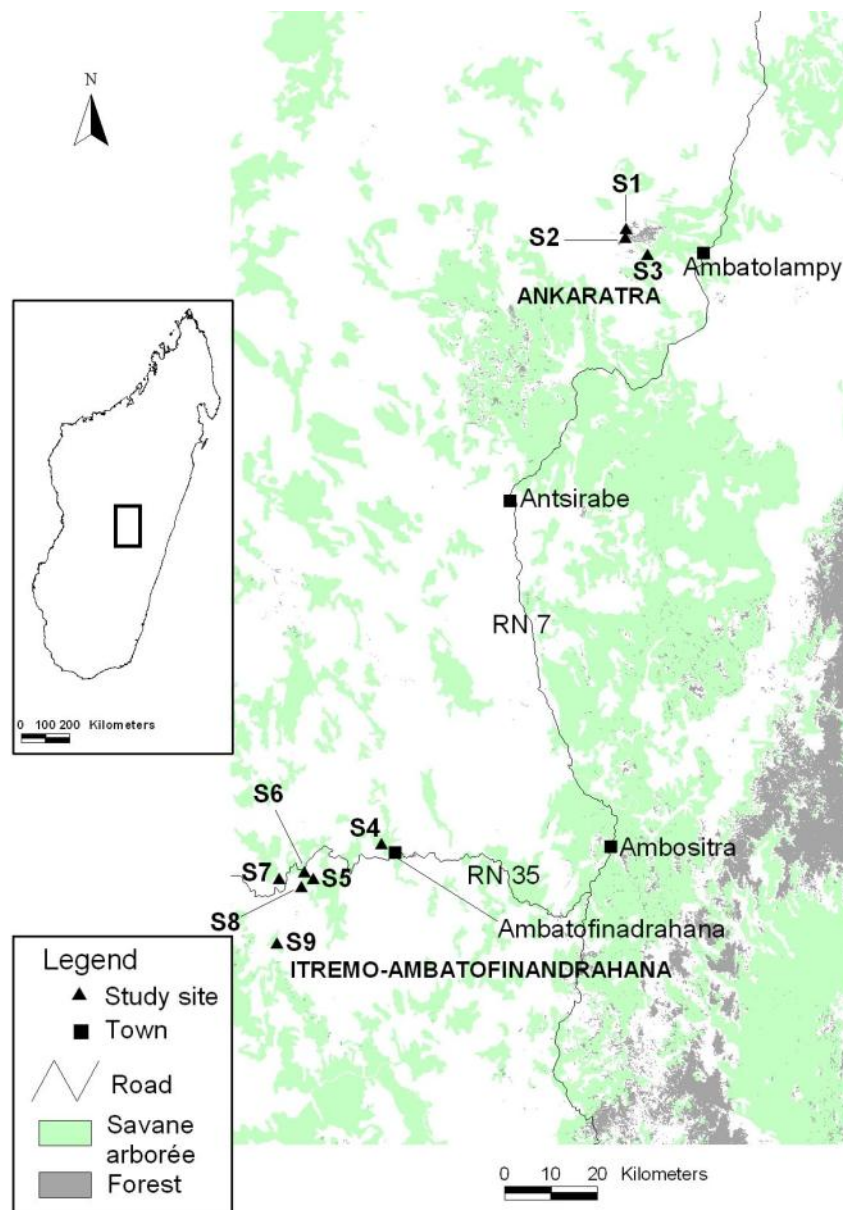 N
S1
S2
S3
Ambatolampy
ANKARATRA
Antsirabe
RN 7
0 100 200 Kilometers
S6
S4
S7
S5
RN 35
Ambositra
S8
Ambatofinadrahana
S9
ITREMO-AMBATOFINANDRAHANA
Legend
Study site
Town
Road
Savane
arborée
Forest
0 10 20 Kilometers